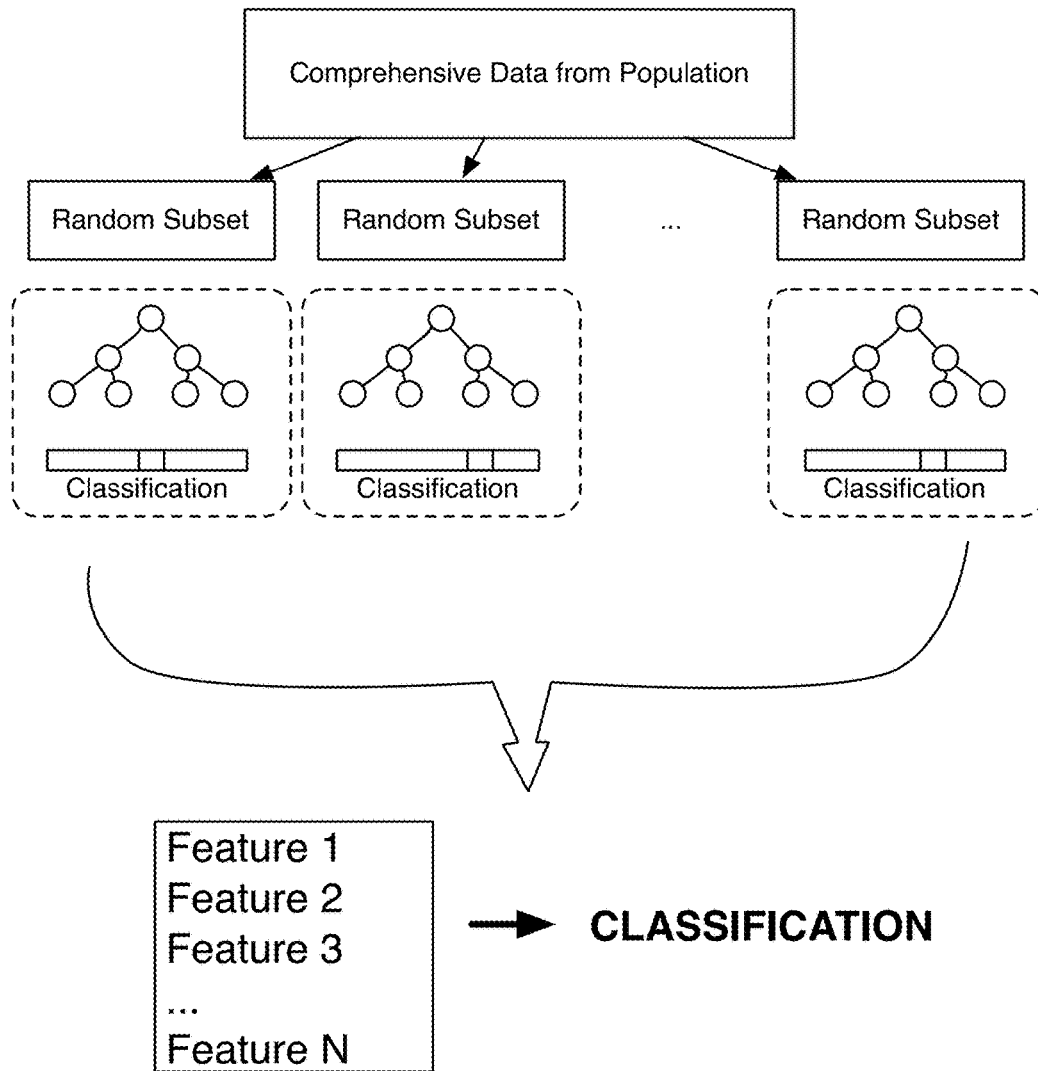 Comprehensive Data from Population
Random Subset
Random Subset
...
Random Subset
Classification
Classification
Classification
Feature 1
Feature 2
Feature 3
...
Feature N
CLASSIFICATION